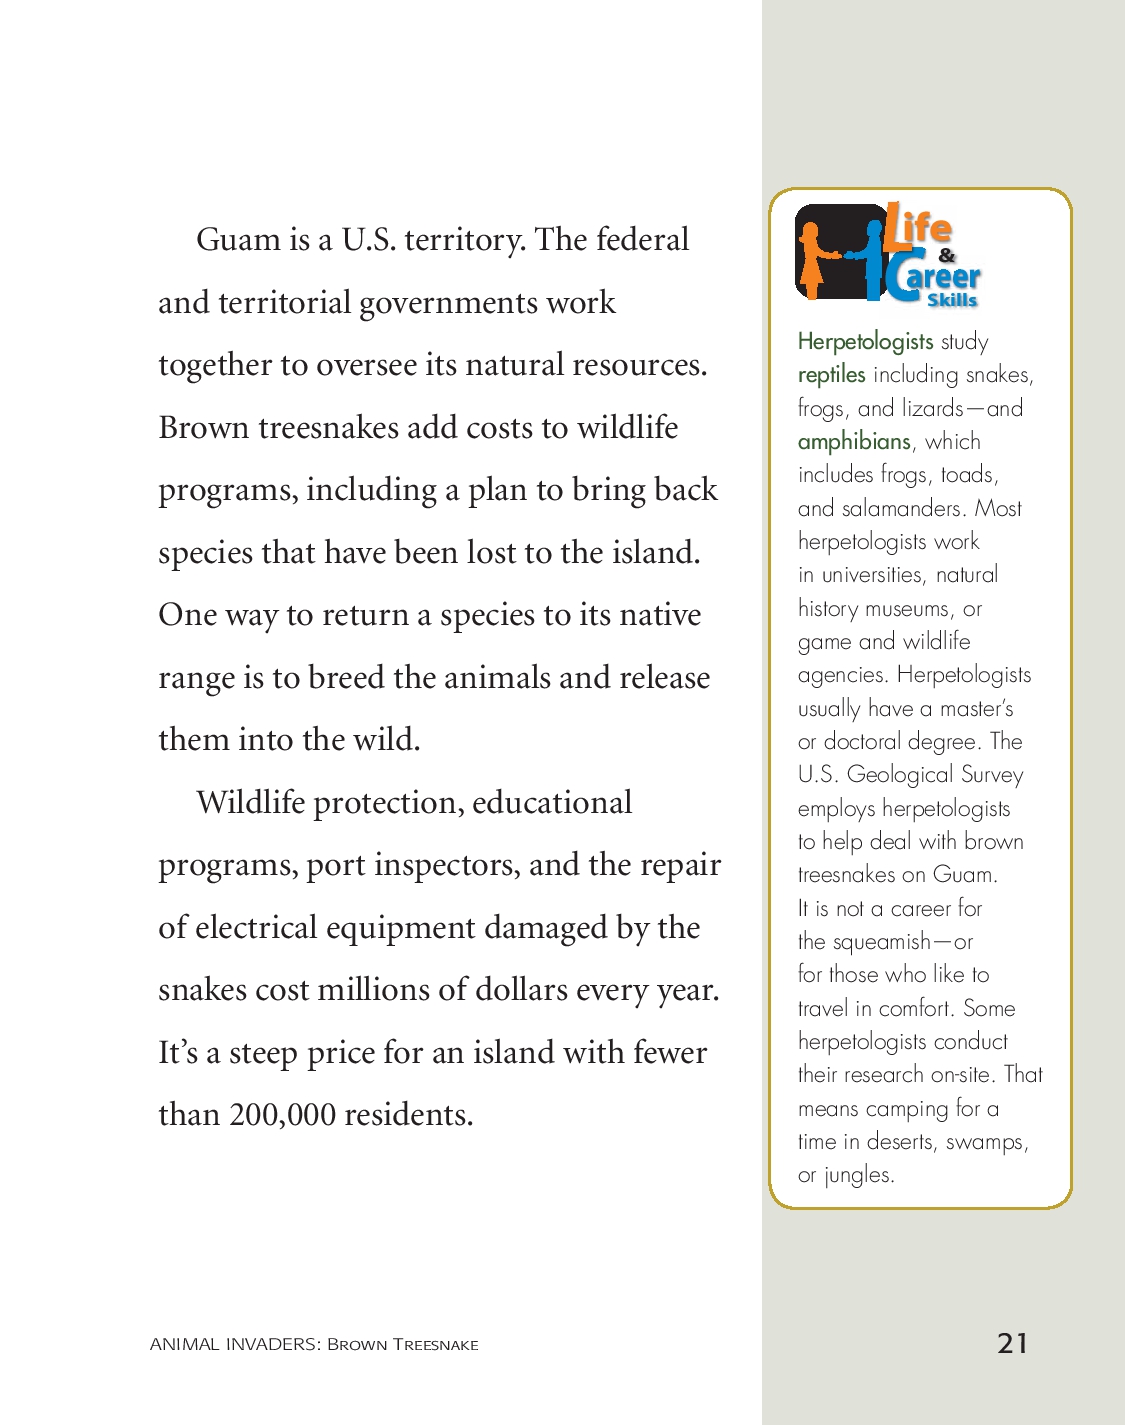 Guam is a U.S. territory. The federal
and territorial governments work
together to oversee its natural resources.
Brown treesnakes add costs to wildlife
programs, including a plan to bring back
species that have been lost to the island.
One way to return a species to its native
range is to breed the animals and release
them into the wild.
Wildlife protection, educational
programs, port inspectors, and the repair
of electrical equipment damaged by the
snakes cost millions of dollars every year.
It’s a steep price for an island with fewer
than 200,000 residents.
Life
&
Career
Skills
Herpetologists study
reptiles including snakes,
frogs, and lizards—and
amphibians, which
includes frogs, toads,
and salamanders. Most
herpetologists work
in universities, natural
history museums, or
game and wildlife
agencies. Herpetologists
usually have a master’s
or doctoral degree. The
U.S. Geological Survey
employs herpetologists
to help deal with brown
treesnakes on Guam.
It is not a career for
the squeamish—or
for those who like to
travel in comfort. Some
herpetologists conduct
their research on-site. That
means camping for a
time in deserts, swamps,
or jungles.
ANIMAL INVADERS: Brown Treesnake
21